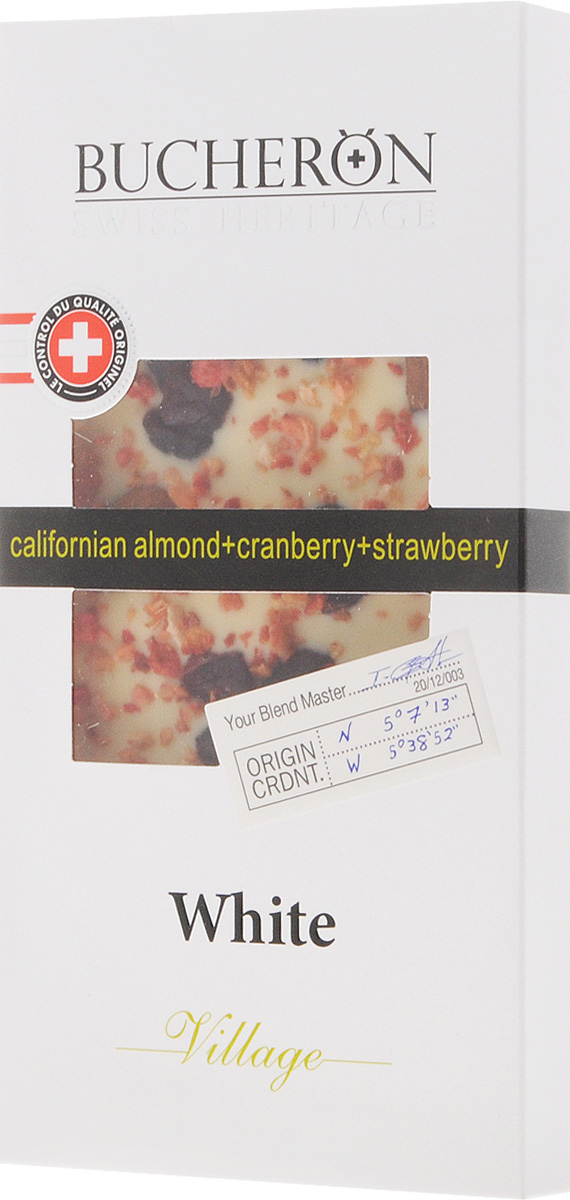 BUCHERÖN
SWISS HERITAGE
LE CONTROL DU QUALITÉ ORIGINEL
californian almond+cranberry+strawberry
Your Blend Master
20/12/003
ORIGIN
CRDNT.
N 5°7'13"
W 5°38'52"
White
Village